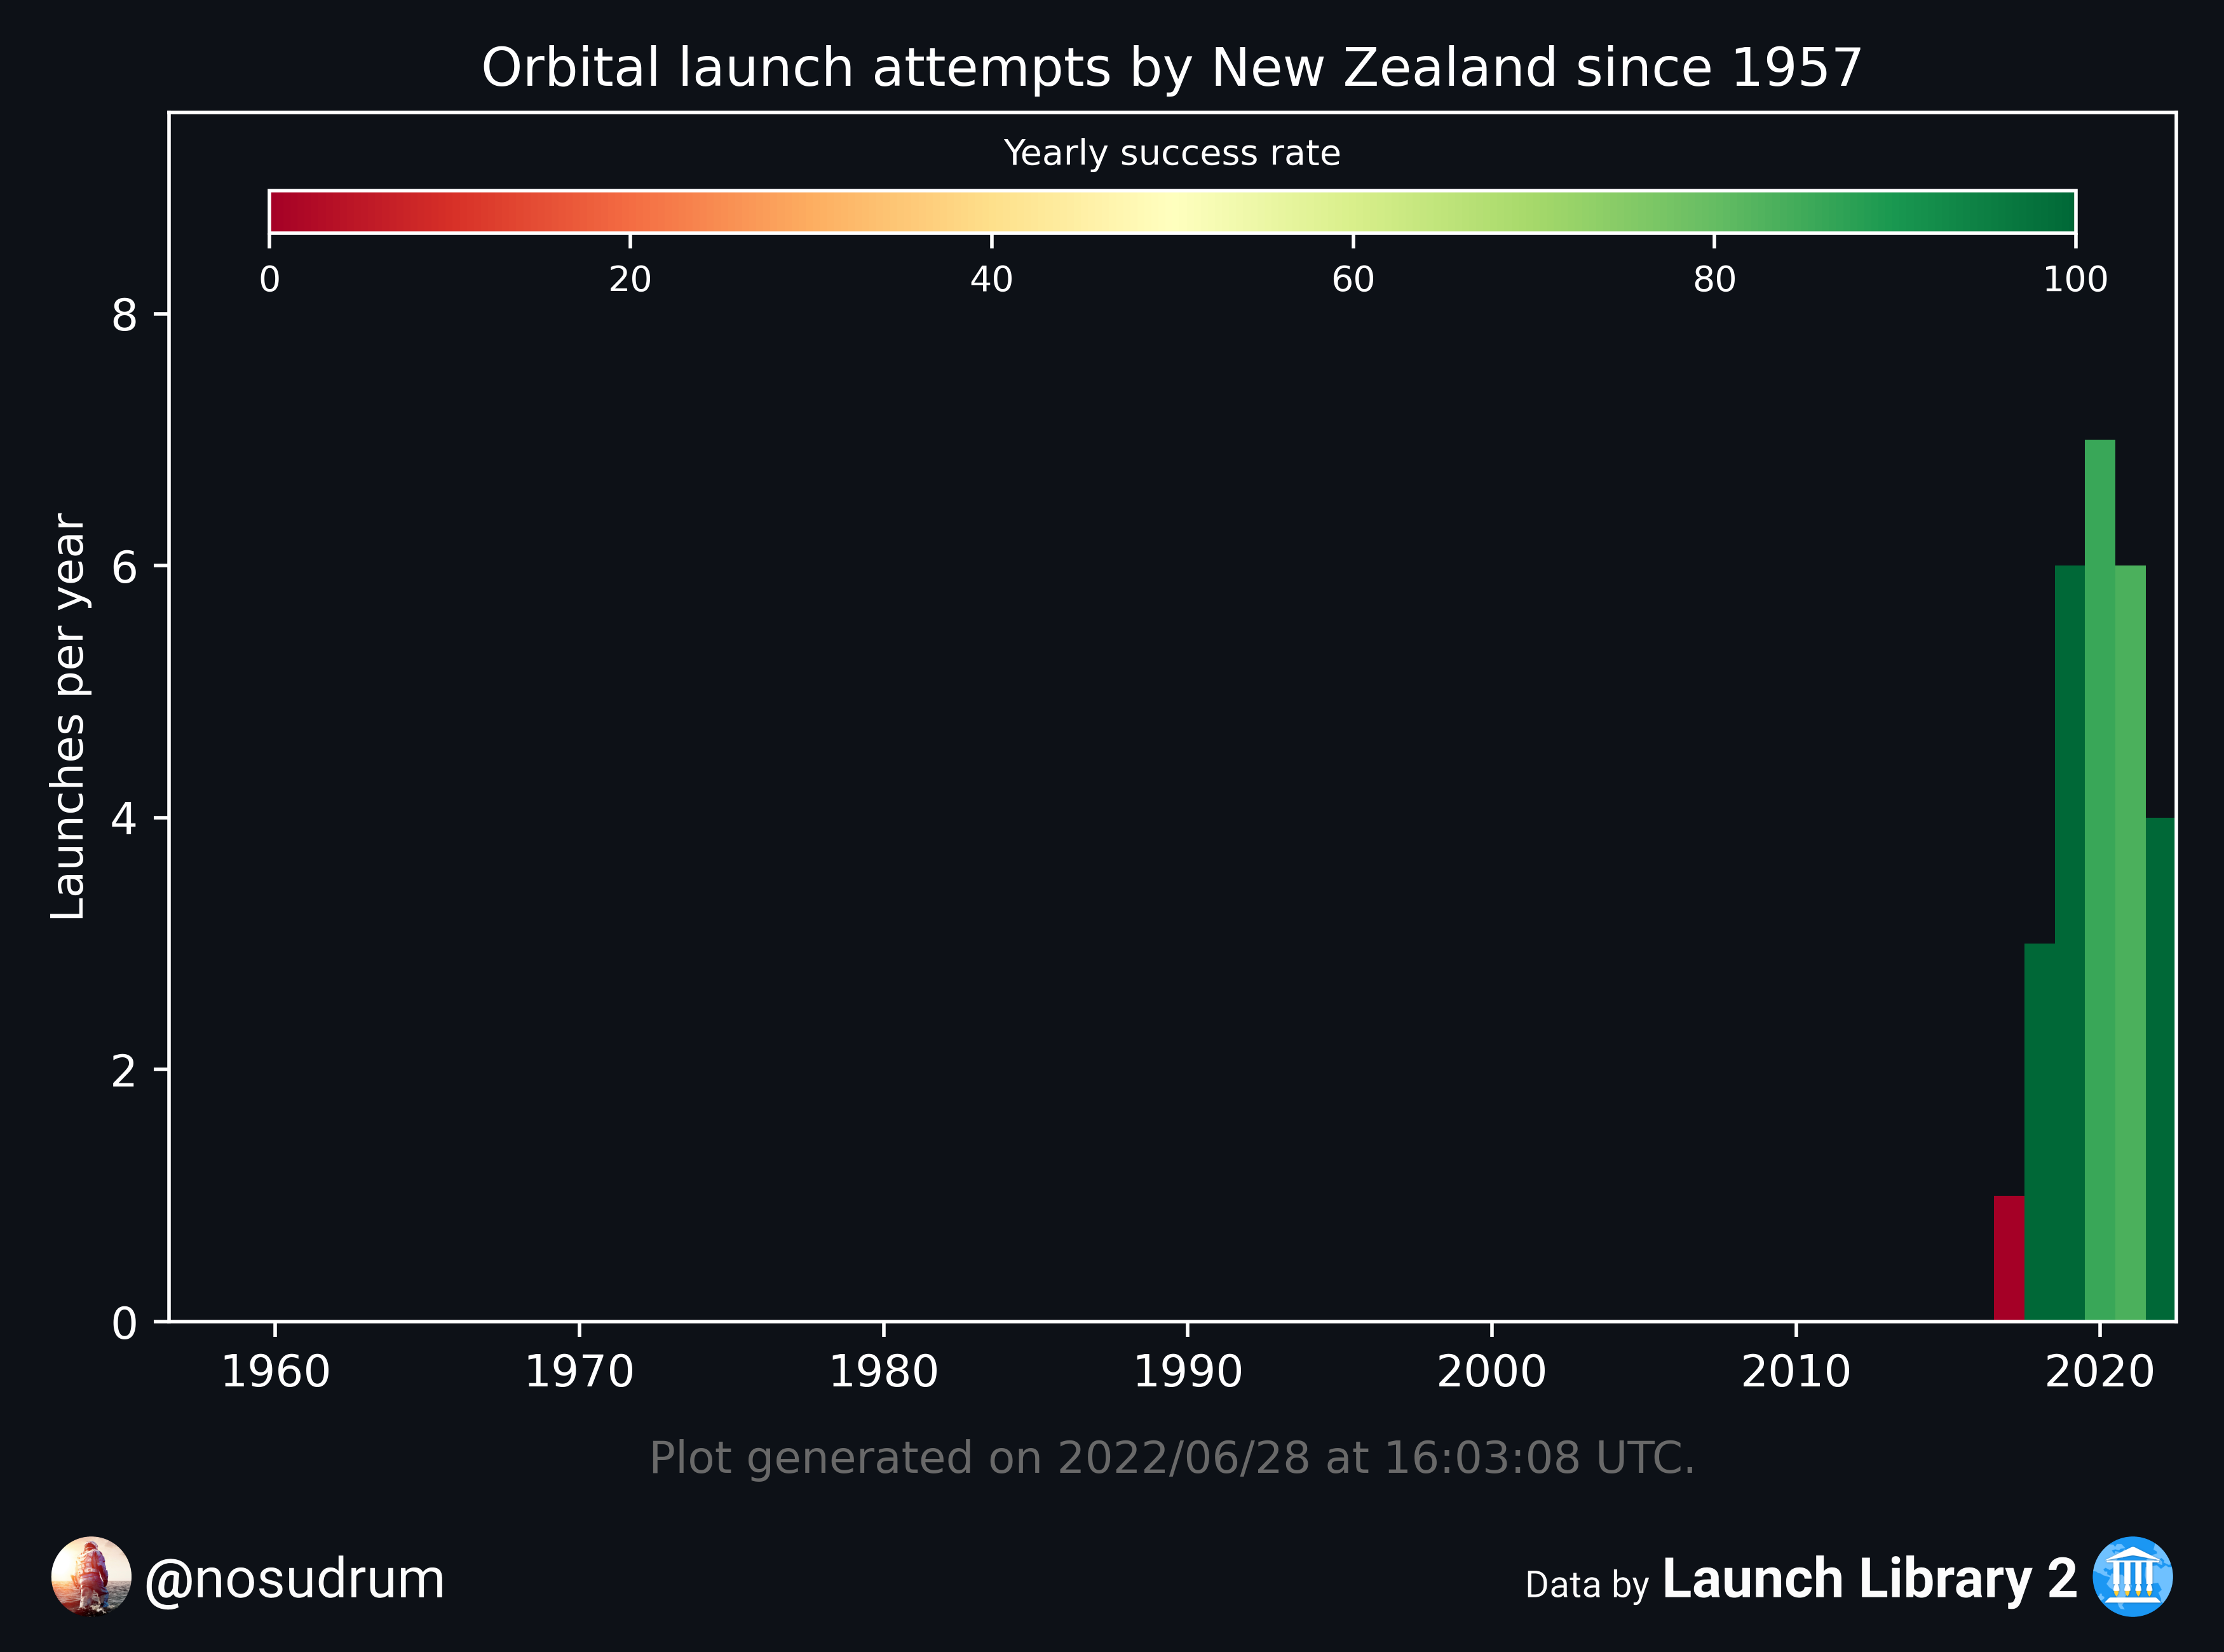 Orbital launch attempts by New Zealand since 1957
Yearly success rate
0 20 40 60 80 100
8
6
4
2
0
Launches per year
1960 1970 1980 1990 2000 2010 2020
Plot generated on 2022/06/28 at 16:03:08 UTC.
@nosudrum
Data by Launch Library 2